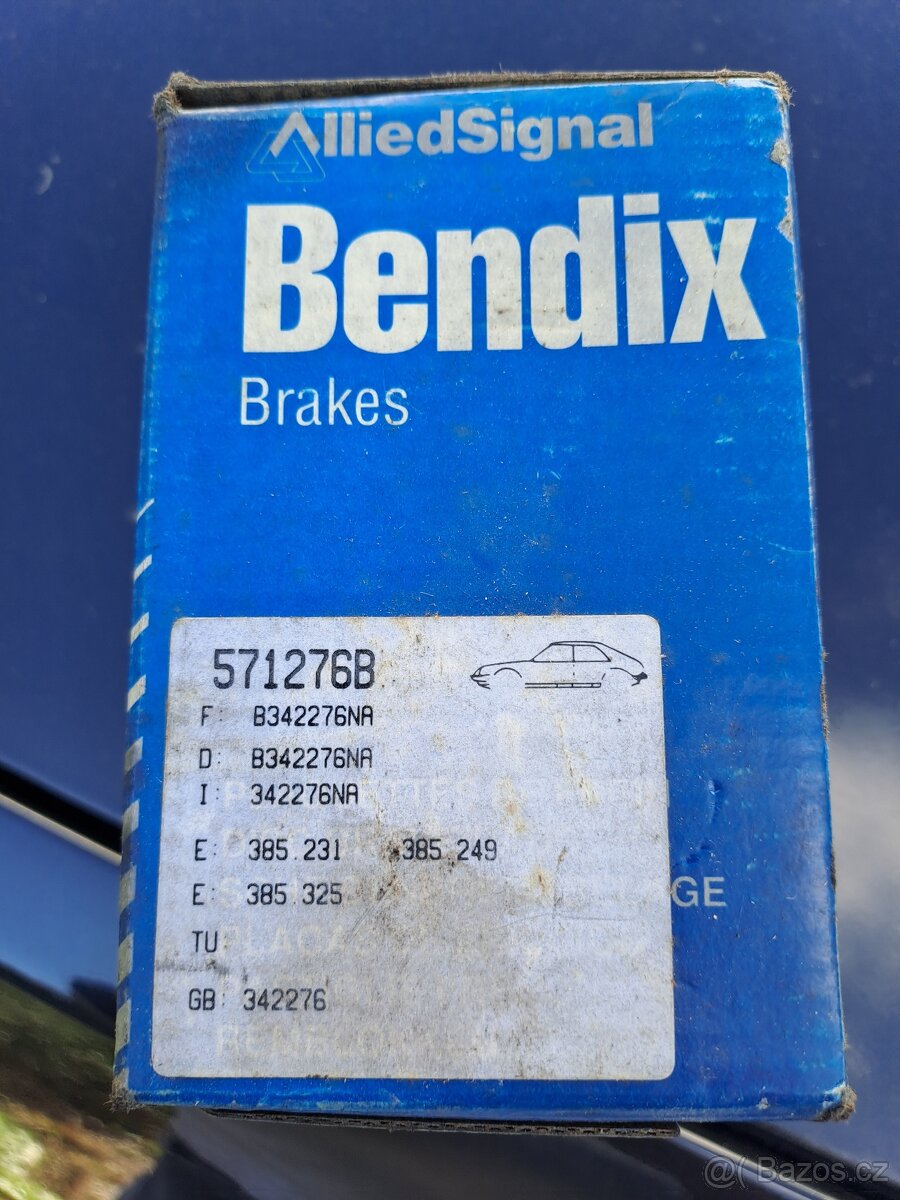 AlliedSignal
Bendix
Brakes
571276B
F: B342276NA
D: B342276NA
I: 342276NA
E: 385.231 385.249
E: 385.325
TU
GE
GB: 342276
@( Bazos.cz